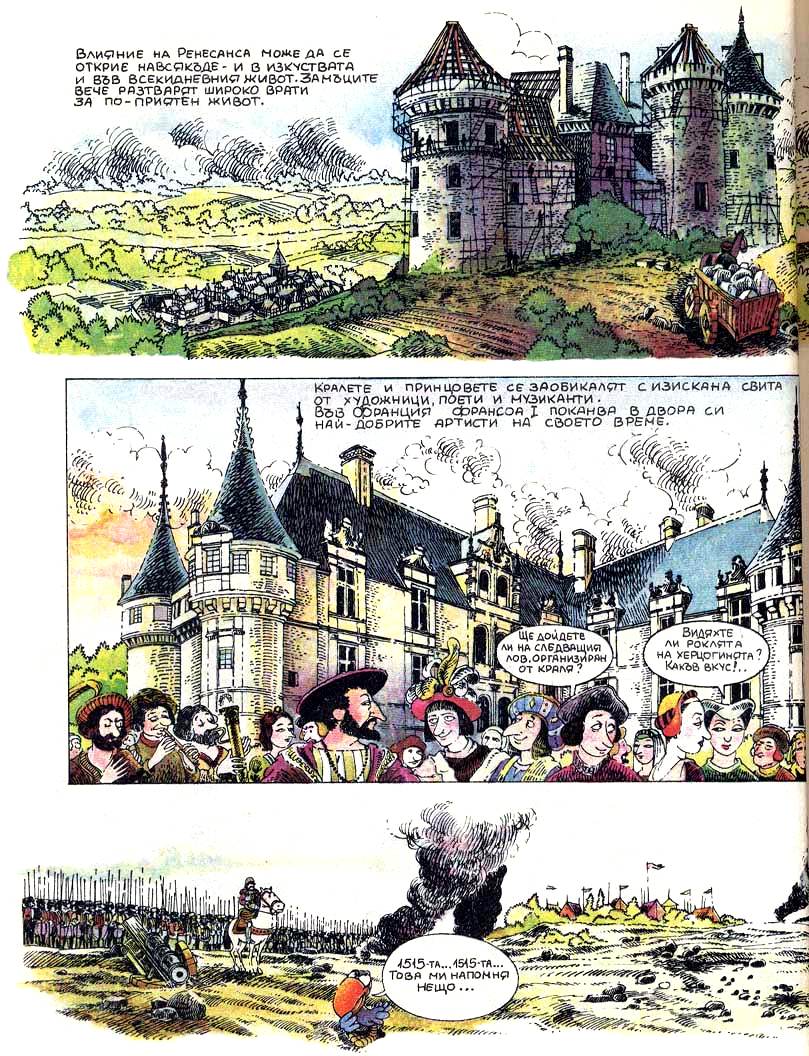 ВЛИЯНИЕ НА РЕНЕСАНСА МОЖЕ ДА СЕ
ОТКРИЕ НАВСЯКЪДЕ - И В ИЗКУСТВАТА
И ВЪВ ВСЕКИДНЕВНИЯ ЖИВОТ. ЗАМЪЦИТЕ
ВЕЧЕ РАЗТВАРЯТ ШИРОКО ВРАТИ
ЗА ПО-ПРИЯТЕН ЖИВОТ.
КРАЛЕТЕ И ПРИНЦОВЕТЕ СЕ ЗАОБИКАЛЯТ С ИЗИСКАНА СВИТА
ОТ ХУДОЖНИЦИ, ПОЕТИ И МУЗИКАНТИ.
ВЪВ ФРАНЦИЯ ФРАНСОА I ПОКАНВА В ДВОРА СИ
НАЙ-ДОБРИТЕ АРТИСТИ НА СВОЕТО ВРЕМЕ.
ЩЕ ДОЙДЕТЕ
ЛИ НА СЛЕДВАЩИЯ
ЛОВ, ОРГАНИЗИРАН
ОТ КРАЛЯ?
ВИДЯХТЕ
ЛИ РОКЛЯТА
НА ХЕРЦОГИНЯТА?
КАКЪВ ВКУС!..
1515-ТА... 1515-ТА...
ТОВА МИ НАПОМНЯ
НЕЩО...